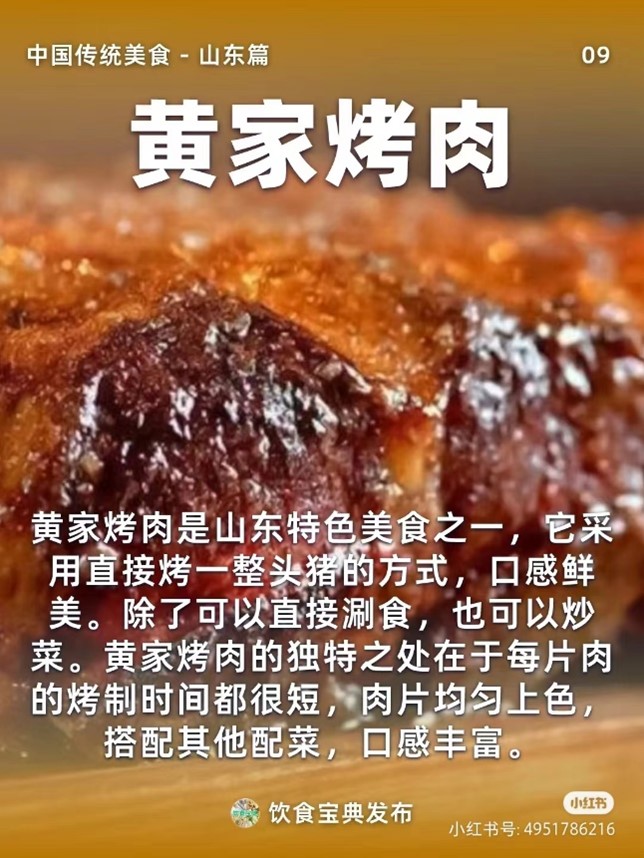 中国传统美食 - 山东篇
09
黄家烤肉
黄家烤肉是山东特色美食之一，它采
用直接烤一整头猪的方式，口感鲜
美。除了可以直接涮食，也可以炒
菜。黄家烤肉的独特之处在于每片肉
的烤制时间都很短，肉片均匀上色，
搭配其他配菜，口感丰富。
饮食宝典发布
小红书
小红书号: 4951786216